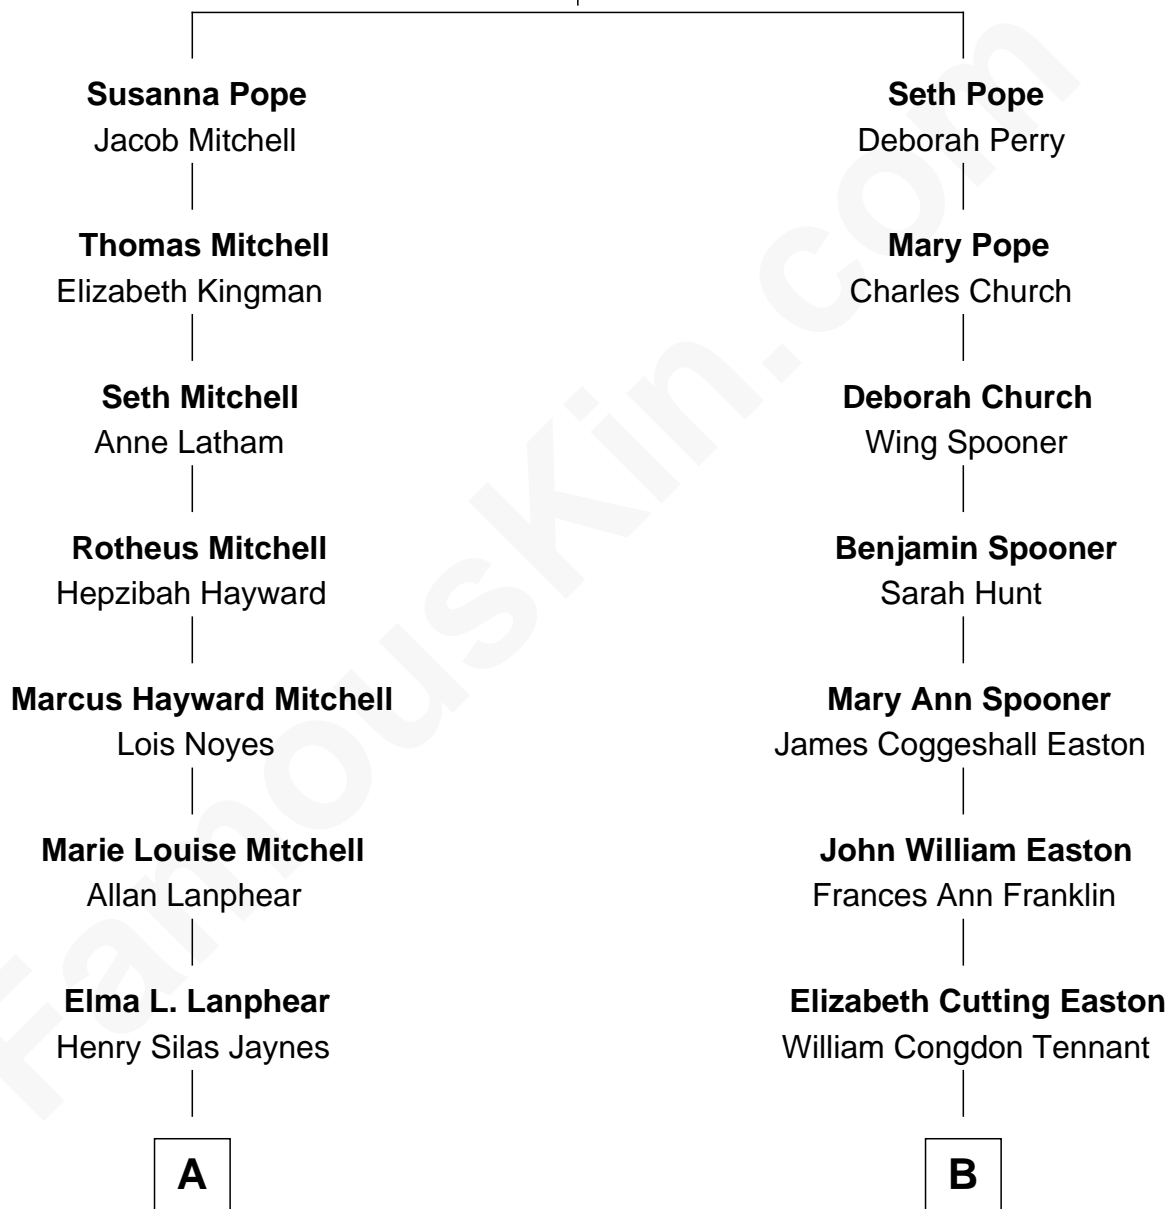 Susanna Pope
Jacob Mitchell
Thomas Mitchell
Elizabeth Kingman
Seth Mitchell
Anne Latham
Rotheus Mitchell
Hepzibah Hayward
Marcus Hayward Mitchell
Lois Noyes
Marie Louise Mitchell
Allan Lanphear
Elma L. Lanphear
Henry Silas Jaynes
A
Seth Pope
Deborah Perry
Mary Pope
Charles Church
Deborah Church
Wing Spooner
Benjamin Spooner
Sarah Hunt
Mary Ann Spooner
James Coggeshall Easton
John William Easton
Frances Ann Franklin
Elizabeth Cutting Easton
William Congdon Tennant
B
FamousKin.com